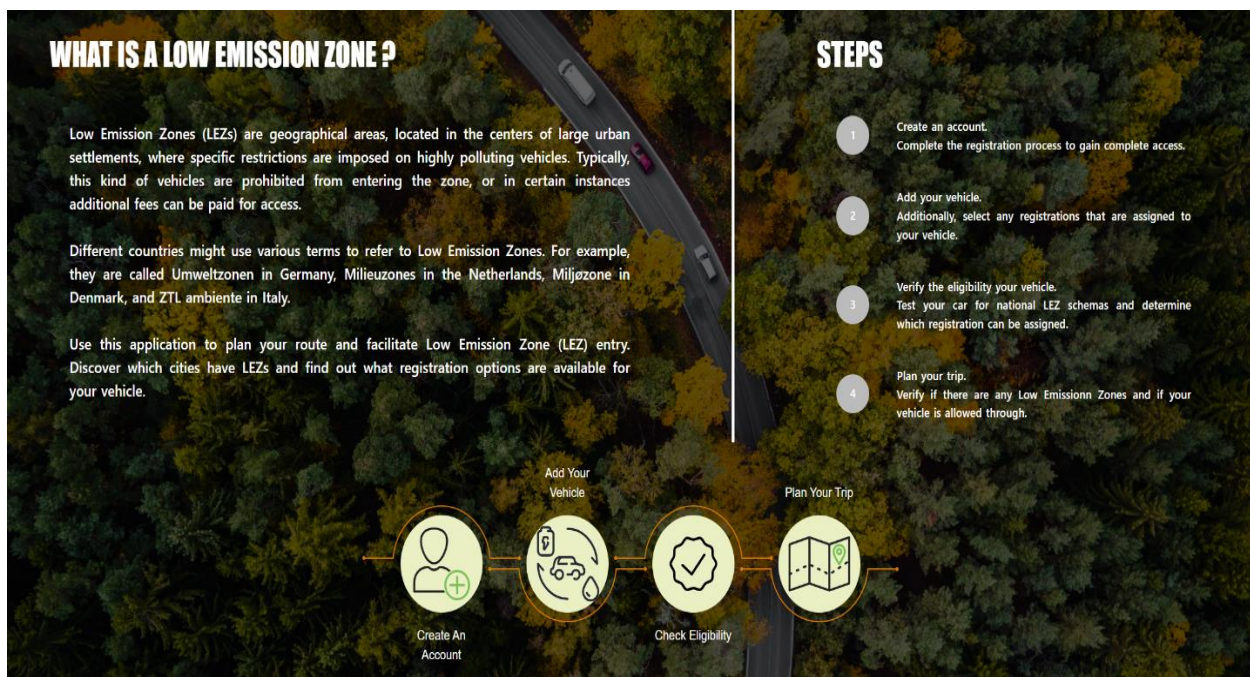 WHAT IS A LOW EMISSION ZONE ?
Low Emission Zones (LEZs) are geographical areas, located in the centers of large urban
settlements, where specific restrictions are imposed on highly polluting vehicles. Typically,
this kind of vehicles are prohibited from entering the zone, or in certain instances
additional fees can be paid for access.
Different countries might use various terms to refer to Low Emission Zones. For example,
they are called Umweltzonen in Germany, Milieuzones in the Netherlands, Miljøzone in
Denmark, and ZTL ambiente in Italy.
Use this application to plan your route and facilitate Low Emission Zone (LEZ) entry.
Discover which cities have LEZs and find out what registration options are available for
your vehicle.
STEPS
1
Create an account.
Complete the registration process to gain complete access.
2
Add your vehicle.
Additionally, select any registrations that are assigned to
your vehicle.
3
Verify the eligibility your vehicle.
Test your car for national LEZ schemas and determine
which registration can be assigned.
4
Plan your trip.
Verify if there are any Low Emissionn Zones and if your
vehicle is allowed through.
Create An
Account
Add Your
Vehicle
Check Eligibility
Plan Your Trip